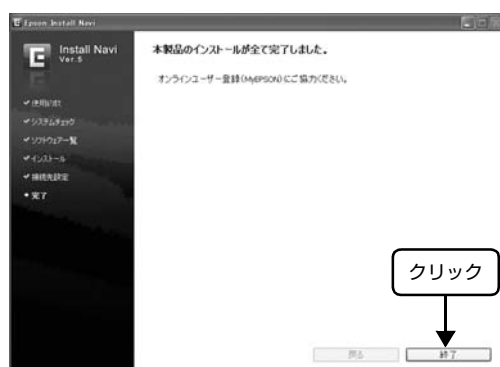 Epson Install Navi
Install Navi
Ver.5
本製品のインストールが全て完了しました。
オンラインユーザー登録(MyEPSON)にご協力ください。
✔使用許諾
✔システムチェック
✔ソフトウェア一覧
✔インストール
✔接続先設定
•完了
クリック
戻る
終了